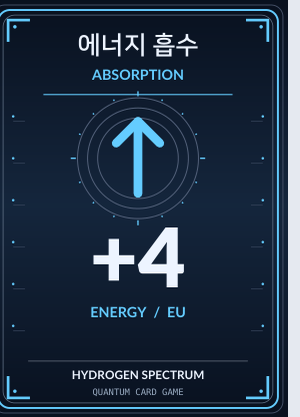 에너지 흡수
ABSORPTION
+4
ENERGY / EU
HYDROGEN SPECTRUM
QUANTUM CARD GAME